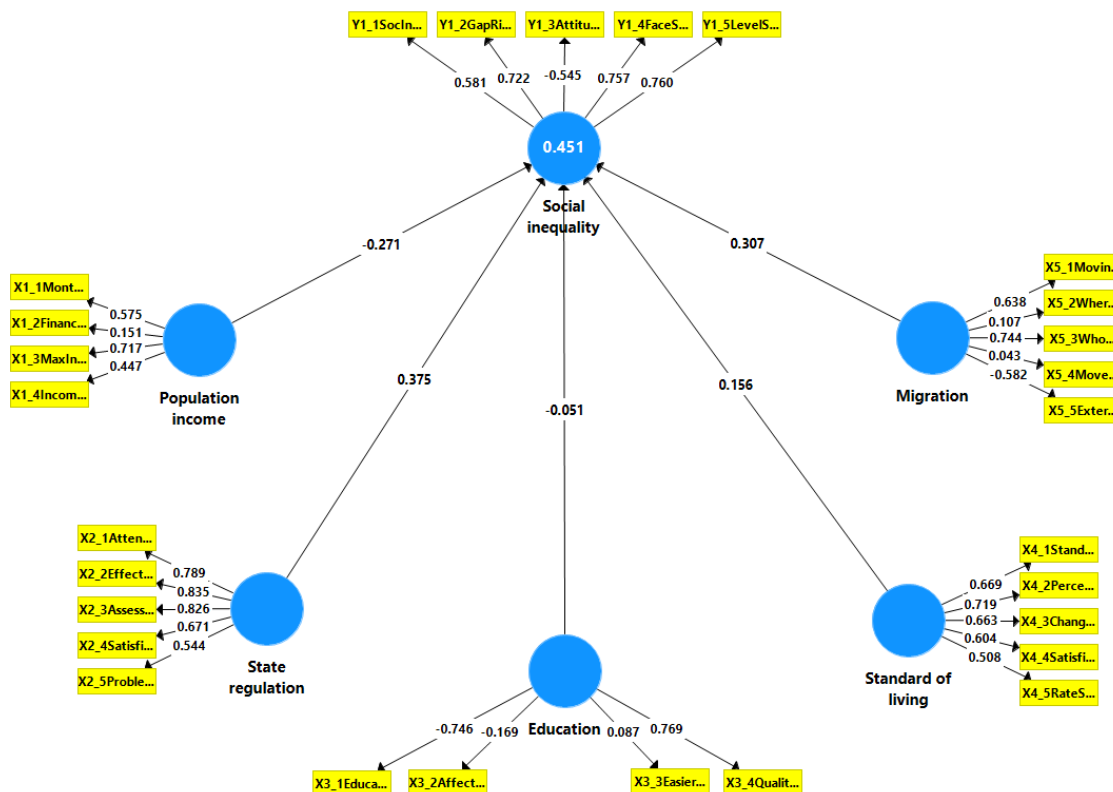 Y1_1SocIn...
Y1_2GapRi...
Y1_3Attitu...
Y1_4FaceS...
Y1_5LevelS...
0.581
0.722
-0.545
0.757
0.760
0.451
Social
inequality
-0.271
0.307
X1_1Mont...
X1_2Financ...
X1_3MaxIn...
X1_4Incom...
0.575
0.151
0.717
0.447
Population
income
X5_1Movin...
X5_2Wher...
X5_3Who...
X5_4Move...
X5_5Exter...
0.638
0.107
0.744
0.043
-0.582
Migration
0.375
-0.051
0.156
X2_1Atten...
X2_2Effect...
X2_3Assess...
X2_4Satisfi...
X2_5Proble...
0.789
0.835
0.826
0.671
0.544
State
regulation
X4_1Stand...
X4_2Perce...
X4_3Chang...
X4_4Satisfi...
X4_5RateS...
0.669
0.719
0.663
0.604
0.508
Standard of
living
Education
-0.746
-0.169
0.087
0.769
X3_1Educa...
X3_2Affect...
X3_3Easier...
X3_4Qualit...